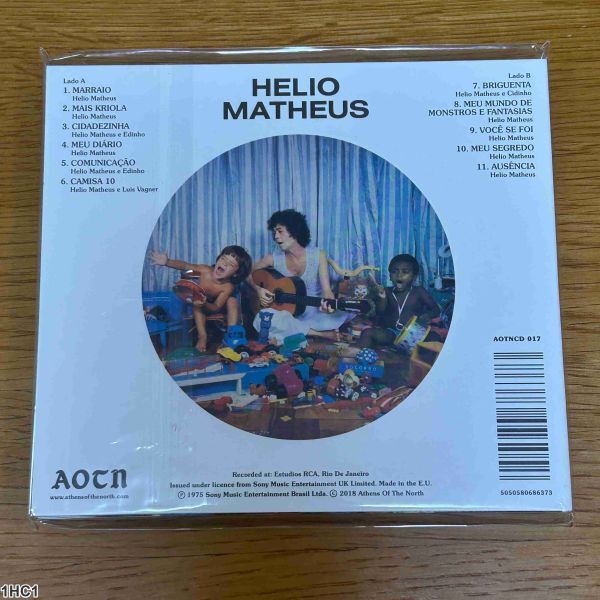 HELIO
MATHEUS
Lado A
1. MARRAIO
Helio Matheus
2. MAIS KRIOLA
Helio Matheus
3. CIDADEZINHA
Helio Matheus e Edinho
4. MEU DIÁRIO
Helio Matheus
5. COMUNICAÇÃO
Helio Matheus e Edinho
6. CAMISA 10
Helio Matheus e Luis Vagner
Lado B
7. BRIGUENTA
Helio Matheus e Cidinho
8. MEU MUNDO DE
MONSTROS E FANTASIAS
Helio Matheus
9. VOCÊ SE FOI
Helio Matheus
10. MEU SEGREDO
Helio Matheus
11. AUSÊNCIA
Helio Matheus
SOCORRO
AOTNCD 017
5050580686373
AOTN
www.athensofthenorth.com
Recorded at: Estudios RCA, Rio De Janeiro
Issued under licence from Sony Music Entertainment UK Limited. Made in the E.U.
℗ 1975 Sony Music Entertainment Brasil Ltda. © 2018 Athens Of The North
1HC1